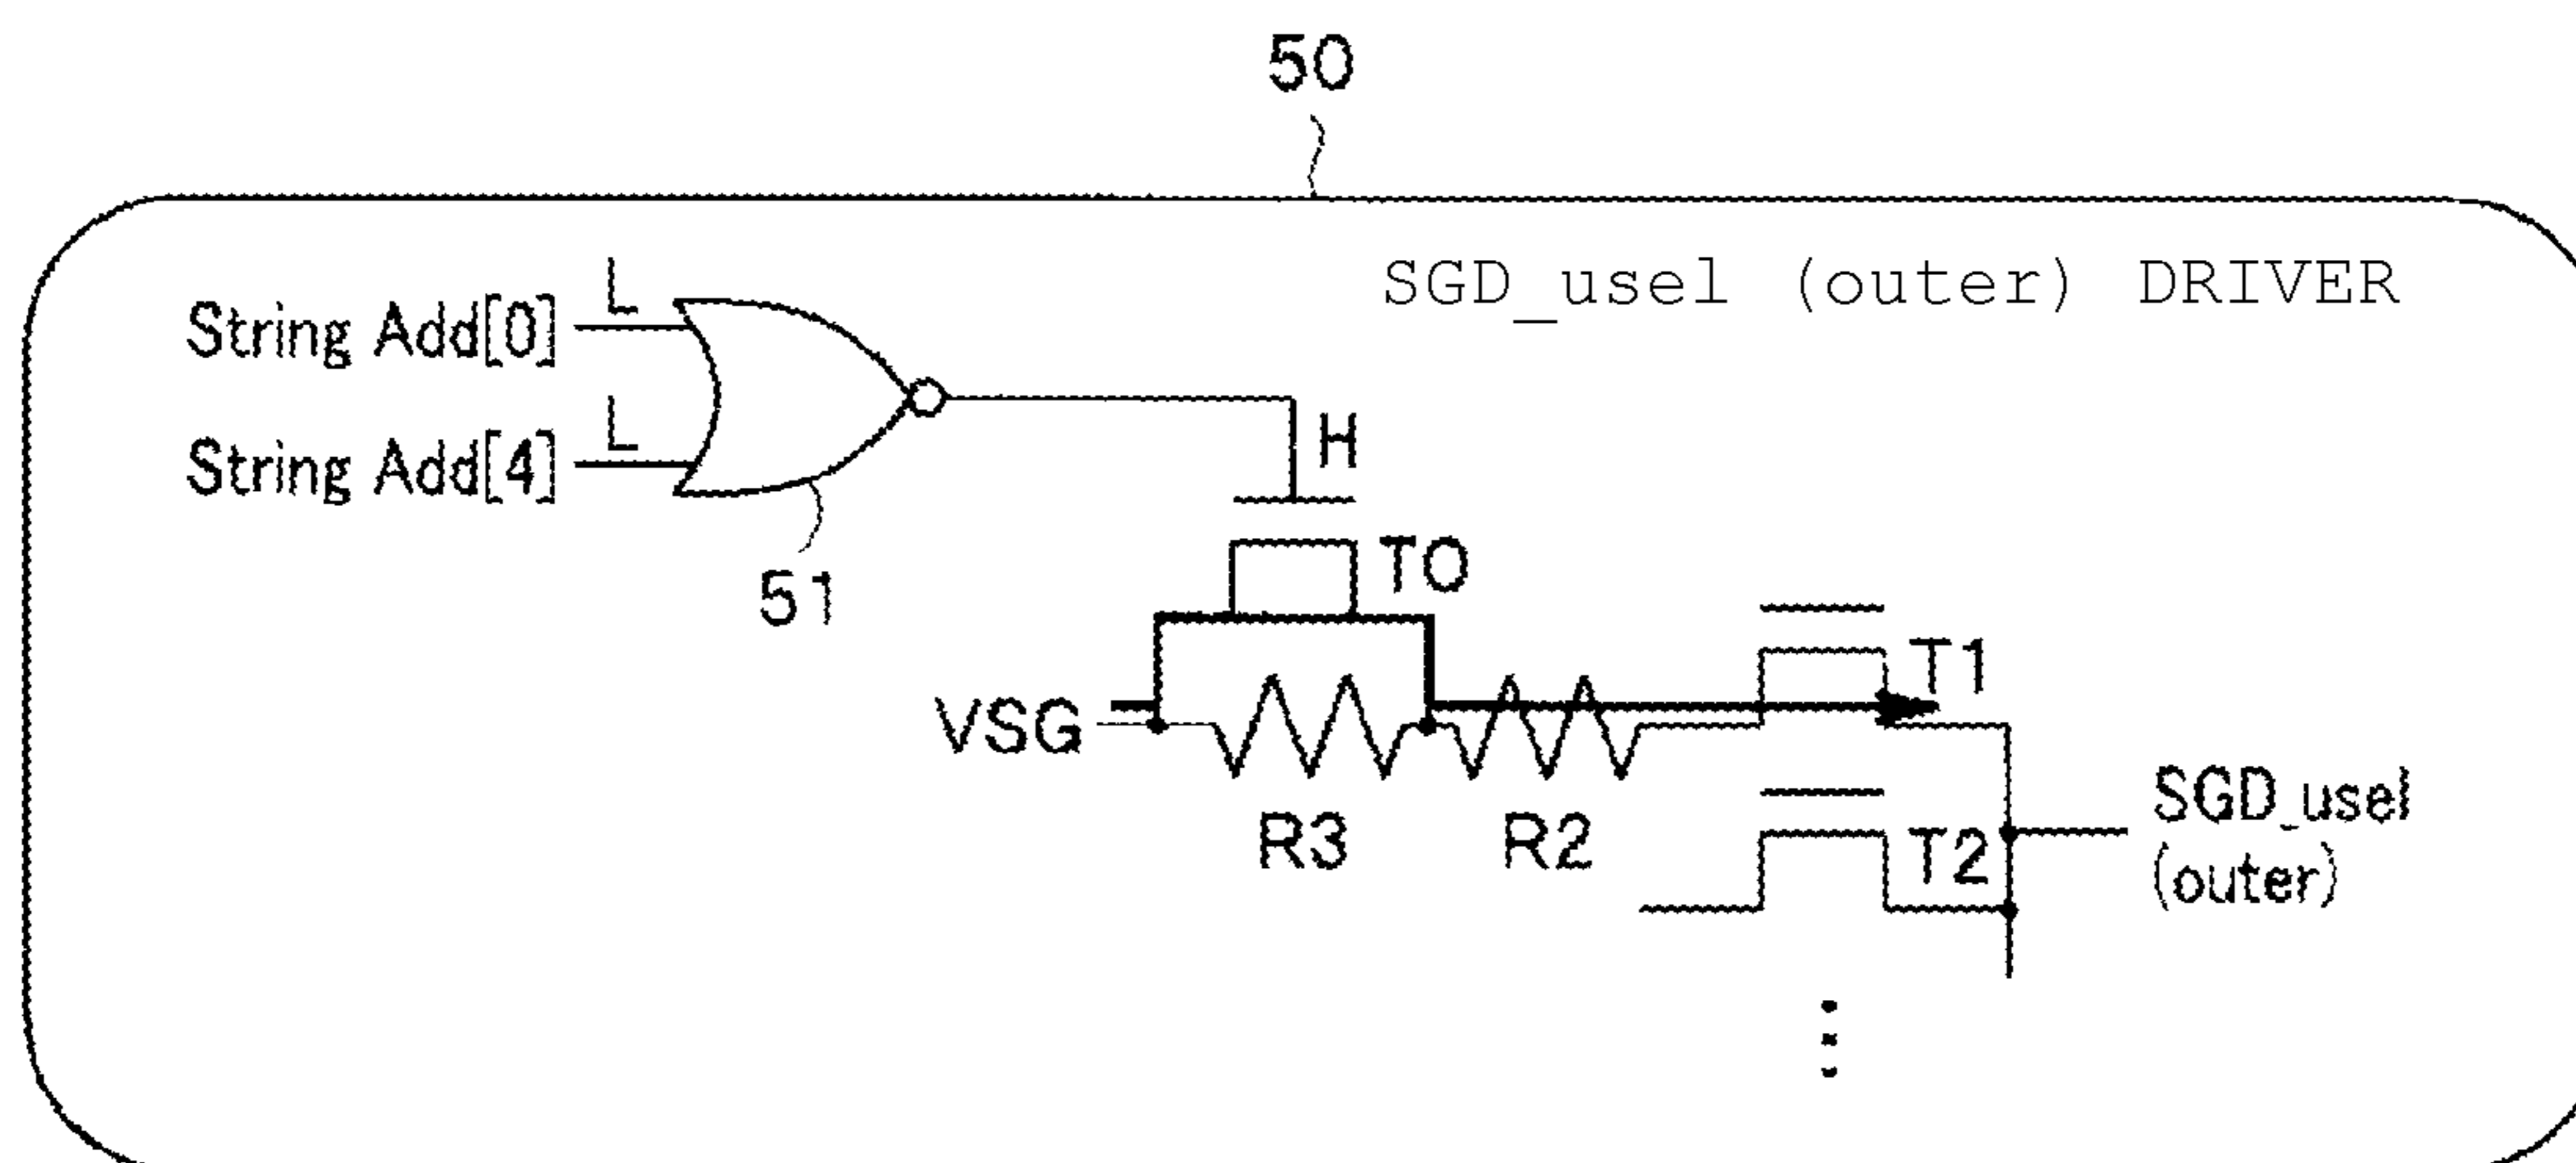 50
SGD_usel (outer) DRIVER
String Add[0]
L
String Add[4]
L
H
51
T0
T1
VSG
R3
R2
T2
SGD_usel
(outer)